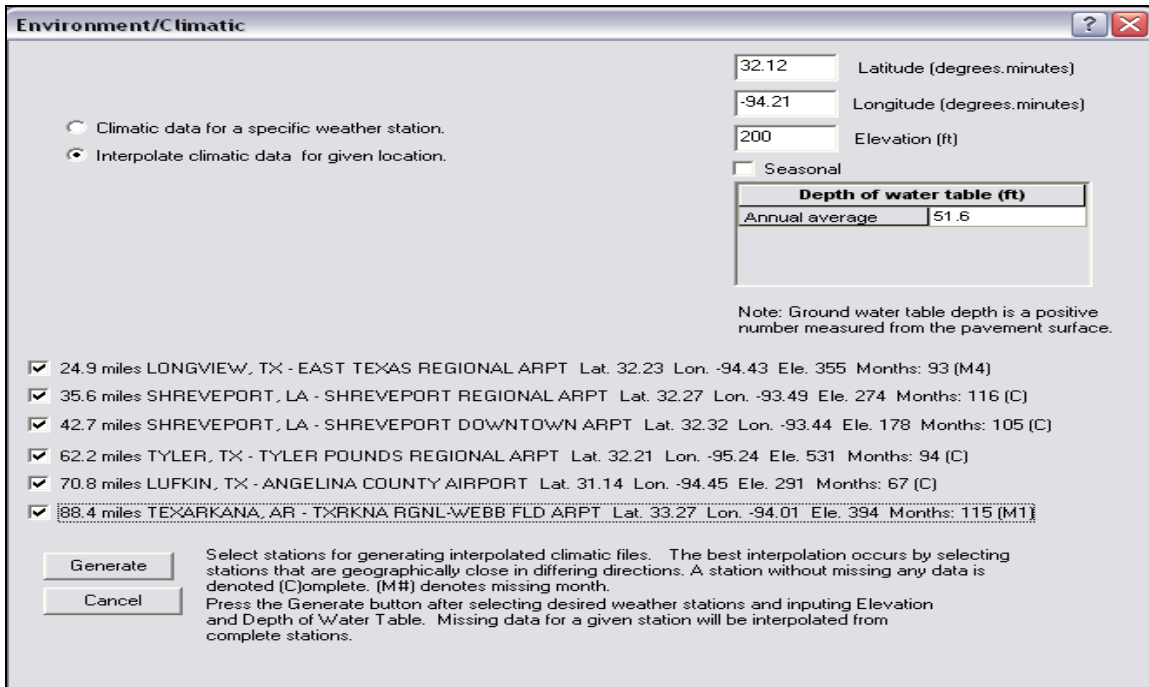 Environment/Climatic
32.12 Latitude (degrees.minutes)
-94.21 Longitude (degrees.minutes)
200 Elevation (ft)
Climatic data for a specific weather station.
Interpolate climatic data for given location.
Seasonal
Depth of water table (ft)
Annual average 51.6
Note: Ground water table depth is a positive
number measured from the pavement surface.
24.9 miles LONGVIEW, TX - EAST TEXAS REGIONAL ARPT Lat. 32.23 Lon. -94.43 Ele. 355 Months: 93 (M4)
35.6 miles SHREVEPORT, LA - SHREVEPORT REGIONAL ARPT Lat. 32.27 Lon. -93.49 Ele. 274 Months: 116 (C)
42.7 miles SHREVEPORT, LA - SHREVEPORT DOWNTOWN ARPT Lat. 32.32 Lon. -93.44 Ele. 178 Months: 105 (C)
62.2 miles TYLER, TX - TYLER POUNDS REGIONAL ARPT Lat. 32.21 Lon. -95.24 Ele. 531 Months: 94 (C)
70.8 miles LUFKIN, TX - ANGELINA COUNTY AIRPORT Lat. 31.14 Lon. -94.45 Ele. 291 Months: 67 (C)
88.4 miles TEXARKANA, AR - TXRKNA RGNL-WEBB FLD ARPT Lat. 33.27 Lon. -94.01 Ele. 394 Months: 115 (M1)
Generate
Cancel
Select stations for generating interpolated climatic files. The best interpolation occurs by selecting
stations that are geographically close in differing directions. A station without missing any data is
denoted (C)omplete. (M#) denotes missing month.
Press the Generate button after selecting desired weather stations and inputing Elevation
and Depth of Water Table. Missing data for a given station will be interpolated from
complete stations.